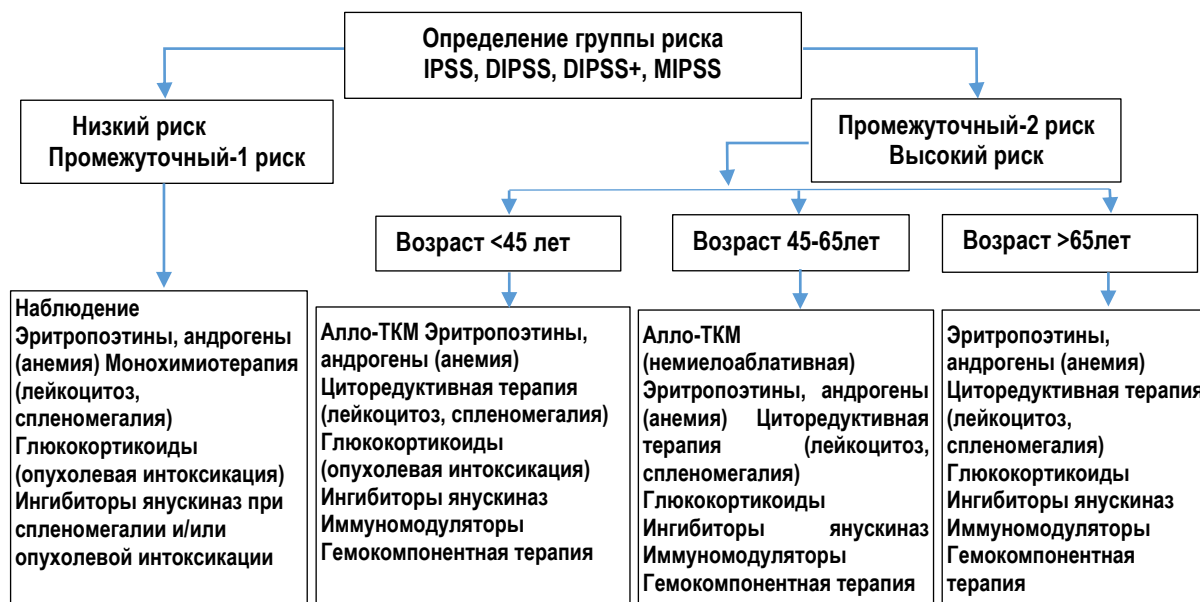 Определение группы риска
IPSS, DIPSS, DIPSS+, MIPSS
Низкий риск
Промежуточный-1 риск
Промежуточный-2 риск
Высокий риск
Возраст <45 лет
Возраст 45-65лет
Возраст >65лет
Наблюдение
Эритропоэтины, андрогены
(анемия) Монохимиотерапия
(лейкоцитоз,
спленомегалия)
Глюкокортикоиды
(опухолевая интоксикация)
Ингибиторы янускиназ при
спленомегалии и/или
опухолевой интоксикации
Алло-ТКМ Эритропоэтины,
андрогены (анемия)
Циторедуктивная терапия
(лейкоцитоз, спленомегалия)
Глюкокортикоиды
(опухолевая интоксикация)
Ингибиторы янускиназ
Иммуномодуляторы
Гемокомпонентная терапия
Алло-ТКМ
(немиелоаблативная)
Эритропоэтины, андрогены
(анемия) Циторедуктивная
терапия (лейкоцитоз,
спленомегалия)
Глюкокортикоиды
Ингибиторы янускиназ
Иммуномодуляторы
Гемокомпонентная терапия
Эритропоэтины,
андрогены (анемия)
Циторедуктивная терапия
(лейкоцитоз,
спленомегалия)
Глюкокортикоиды
Ингибиторы янускиназ
Иммуномодуляторы
Гемокомпонентная
терапия